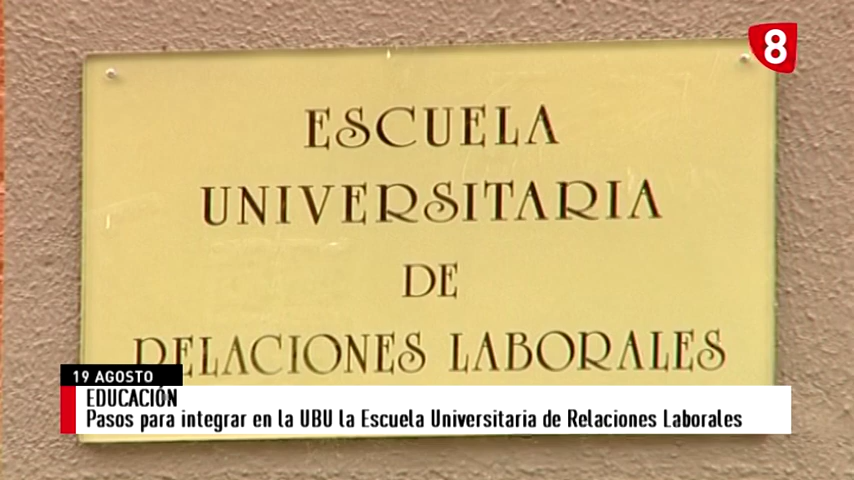 8
ESCUELA
UNIVERSITARIA
DE
RELACIONES LABORALES
19 AGOSTO
EDUCACIÓN
Pasos para integrar en la UBU la Escuela Universitaria de Relaciones Laborales